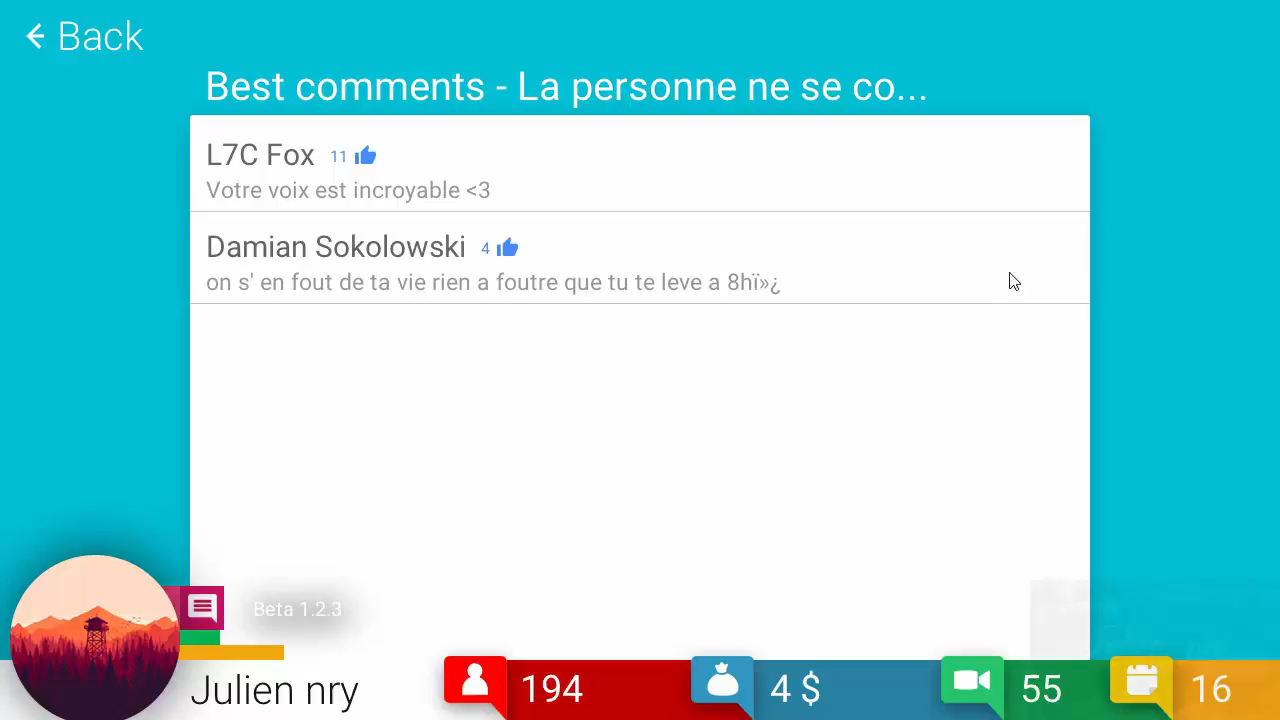 Back
Best comments - La personne ne se co...
L7C Fox 11
Votre voix est incroyable <3
Damian Sokolowski 4
on s' en fout de ta vie rien a foutre que tu te leve a 8hï»¿
Beta 1.2.3
Julien nry
194
4 $
55
16